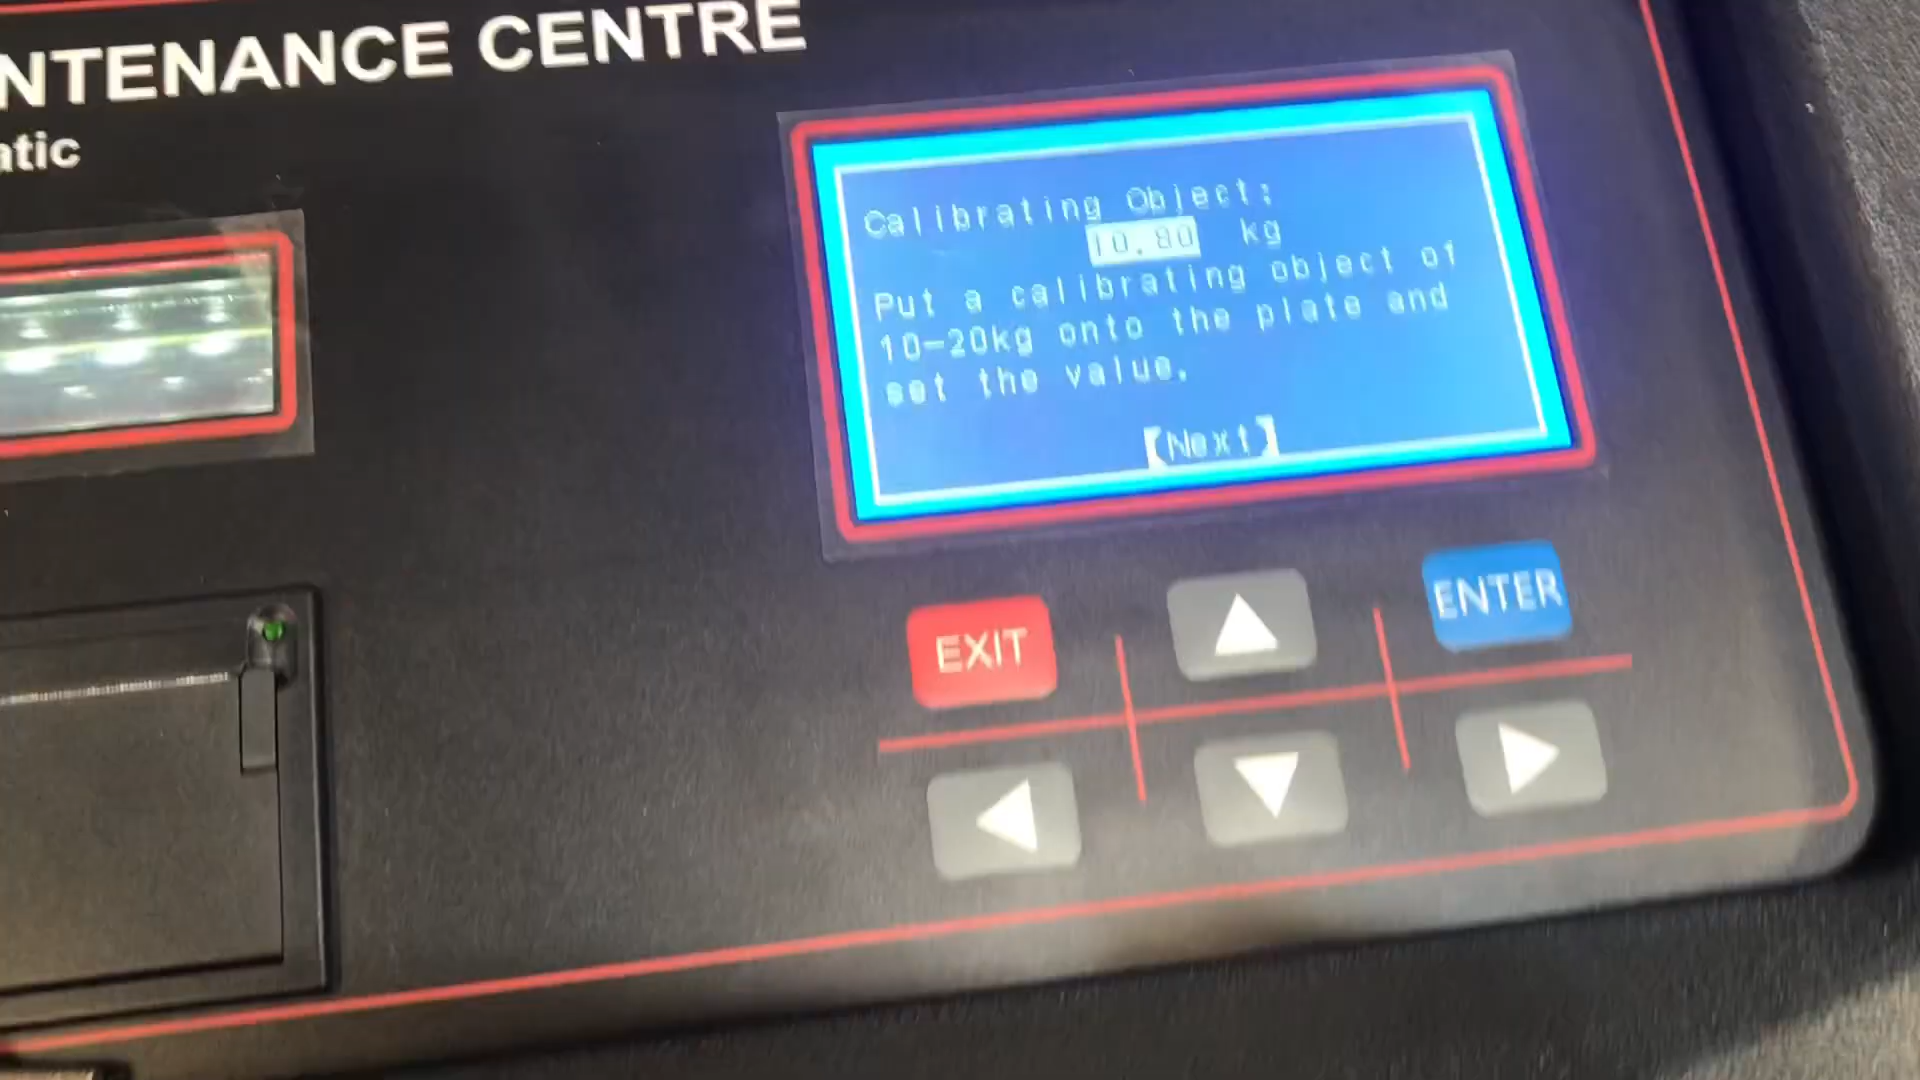 NTENANCE CENTRE
atic
Calibrating Object:
10.80 kg
Put a calibrating object of
10-20kg onto the plate and
set the value.
【Next】
EXIT
ENTER